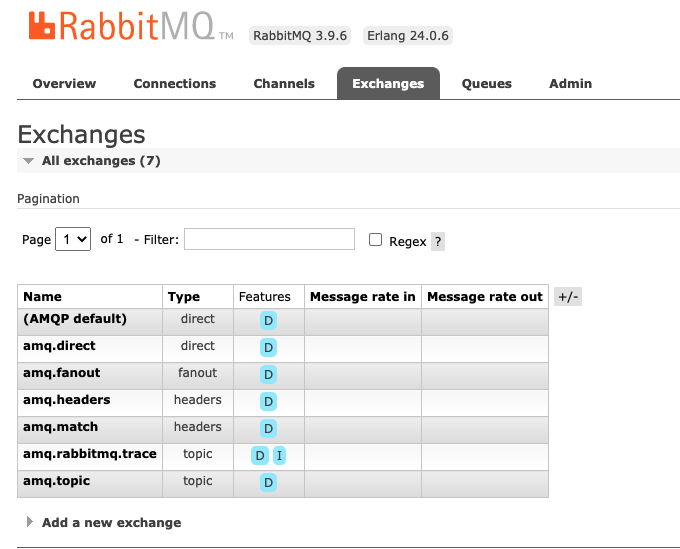 RabbitMQ TM RabbitMQ 3.9.6 Erlang 24.0.6
Overview Connections Channels Exchanges Queues Admin
Exchanges
All exchanges (7)
Pagination
Page 1 of 1 - Filter: Regex ?
Name Type Features Message rate in Message rate out +/-
(AMQP default) direct D
amq.direct direct D
amq.fanout fanout D
amq.headers headers D
amq.match headers D
amq.rabbitmq.trace topic D I
amq.topic topic D
Add a new exchange